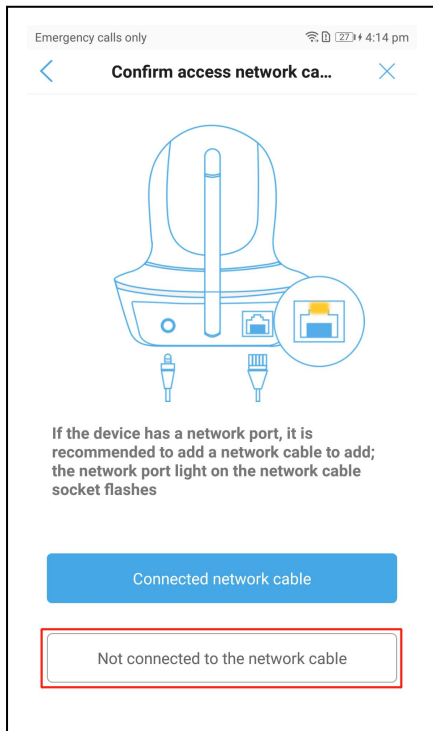 Emergency calls only 27 4:14 pm
Confirm access network ca...
If the device has a network port, it is
recommended to add a network cable to add;
the network port light on the network cable
socket flashes
Connected network cable
Not connected to the network cable